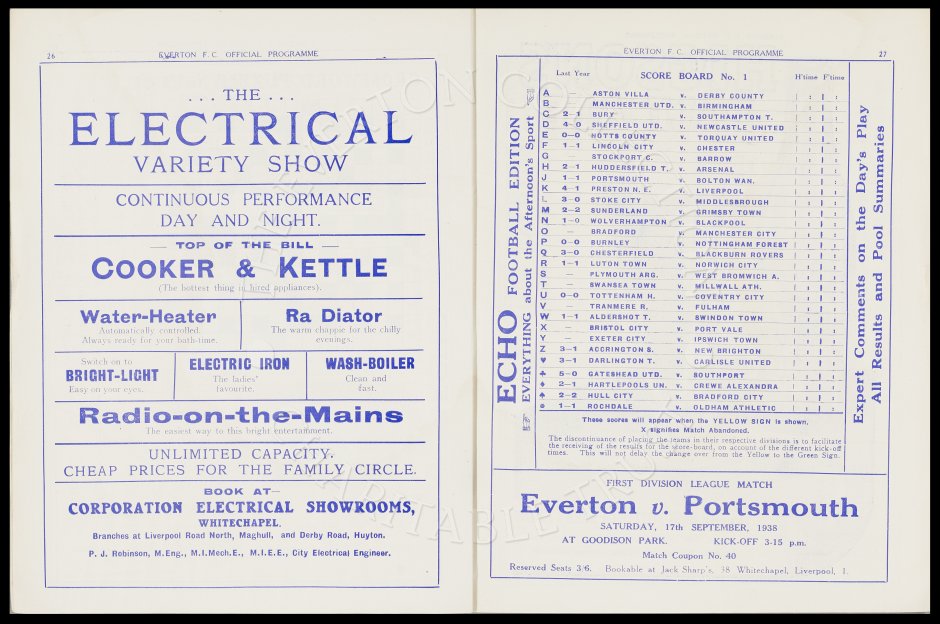 26
EVERTON F.C. OFFICIAL PROGRAMME
... THE ...
ELECTRICAL
VARIETY SHOW
CONTINUOUS PERFORMANCE
DAY AND NIGHT.
— TOP OF THE BILL —
COOKER & KETTLE
(The hottest thing in hired appliances).
Water-Heater
Automatically controlled.
Always ready for your bath-time.
Ra Diator
The warm chappie for the chilly
evenings.
Switch on to
BRIGHT-LIGHT
Easy on your eyes.
ELECTRIC IRON
The ladies'
favourite.
WASH-BOILER
Clean and
fast.
Radio-on-the-Mains
The easiest way to this bright entertainment.
UNLIMITED CAPACITY.
CHEAP PRICES FOR THE FAMILY CIRCLE.
BOOK AT—
CORPORATION ELECTRICAL SHOWROOMS,
WHITECHAPEL.
Branches at Liverpool Road North, Maghull, and Derby Road, Huyton.
P. J. Robinson, M.Eng., M.I.Mech.E., M.I.E.E., City Electrical Engineer.
EVERTON F.C. OFFICIAL PROGRAMME
27
ECHO FOOTBALL EDITION
EVERYTHING about the Afternoon's Sport
Last Year SCORE BOARD No. 1 H'time F'time
A — ASTON VILLA v. DERBY COUNTY : :
B MANCHESTER UTD. v. BIRMINGHAM : :
C 2-1 BURY v. SOUTHAMPTON T. : :
D 4-0 SHEFFIELD UTD. v. NEWCASTLE UNITED : :
E 0-0 NOTTS COUNTY v. TORQUAY UNITED : :
F 1-1 LINCOLN CITY v. CHESTER : :
G STOCKPORT C. v. BARROW : :
H 2-1 HUDDERSFIELD T. v. ARSENAL : :
J 1-1 PORTSMOUTH v. BOLTON WAN. : :
K 4-1 PRESTON N. E. v. LIVERPOOL : :
L 3-0 STOKE CITY v. MIDDLESBROUGH : :
M 2-2 SUNDERLAND v. GRIMSBY TOWN : :
N 1-0 WOLVERHAMPTON v. BLACKPOOL : :
O — BRADFORD v. MANCHESTER CITY : :
P 0-0 BURNLEY v. NOTTINGHAM FOREST : :
Q 3-0 CHESTERFIELD v. BLACKBURN ROVERS : :
R 1-1 LUTON TOWN v. NORWICH CITY : :
S — PLYMOUTH ARG. v. WEST BROMWICH A. : :
T — SWANSEA TOWN v. MILLWALL ATH. : :
U 0-0 TOTTENHAM H. v. COVENTRY CITY : :
V — TRANMERE R. v. FULHAM : :
W 1-1 ALDERSHOT T. v. SWINDON TOWN : :
X — BRISTOL CITY v. PORT VALE : :
Y — EXETER CITY v. IPSWICH TOWN : :
Z 3-1 ACCRINGTON S. v. NEW BRIGHTON : :
♥ 3-1 DARLINGTON T. v. CARLISLE UNITED : :
♣ 5-0 GATESHEAD UTD. v. SOUTHPORT : :
♦ 2-1 HARTLEPOOLS UN. v. CREWE ALEXANDRA : :
♠ 2-2 HULL CITY v. BRADFORD CITY : :
● 1-1 ROCHDALE v. OLDHAM ATHLETIC : :
These scores will appear when the YELLOW SIGN is shown.
X signifies Match Abandoned.
The discontinuance of placing the teams in their respective divisions is to facilitate
the receiving of the results for the score-board, on account of the different kick-off
times. This will not delay the change over from the Yellow to the Green Sign.
Expert Comments on the Day's Play
All Results and Pool Summaries
FIRST DIVISION LEAGUE MATCH
Everton v. Portsmouth
SATURDAY, 17th SEPTEMBER, 1938
AT GOODISON PARK. KICK-OFF 3-15 p.m.
Match Coupon No. 40
Reserved Seats 3/6. Bookable at Jack Sharp's, 38 Whitechapel, Liverpool, 1.